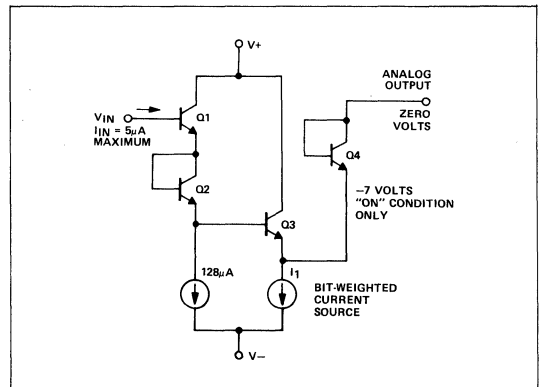 V+
ANALOG
OUTPUT
VIN
IIN = 5μA
MAXIMUM
Q1
ZERO
VOLTS
Q4
Q2
–7 VOLTS
"ON" CONDITION
ONLY
Q3
128μA
I1
BIT-WEIGHTED
CURRENT
SOURCE
V–